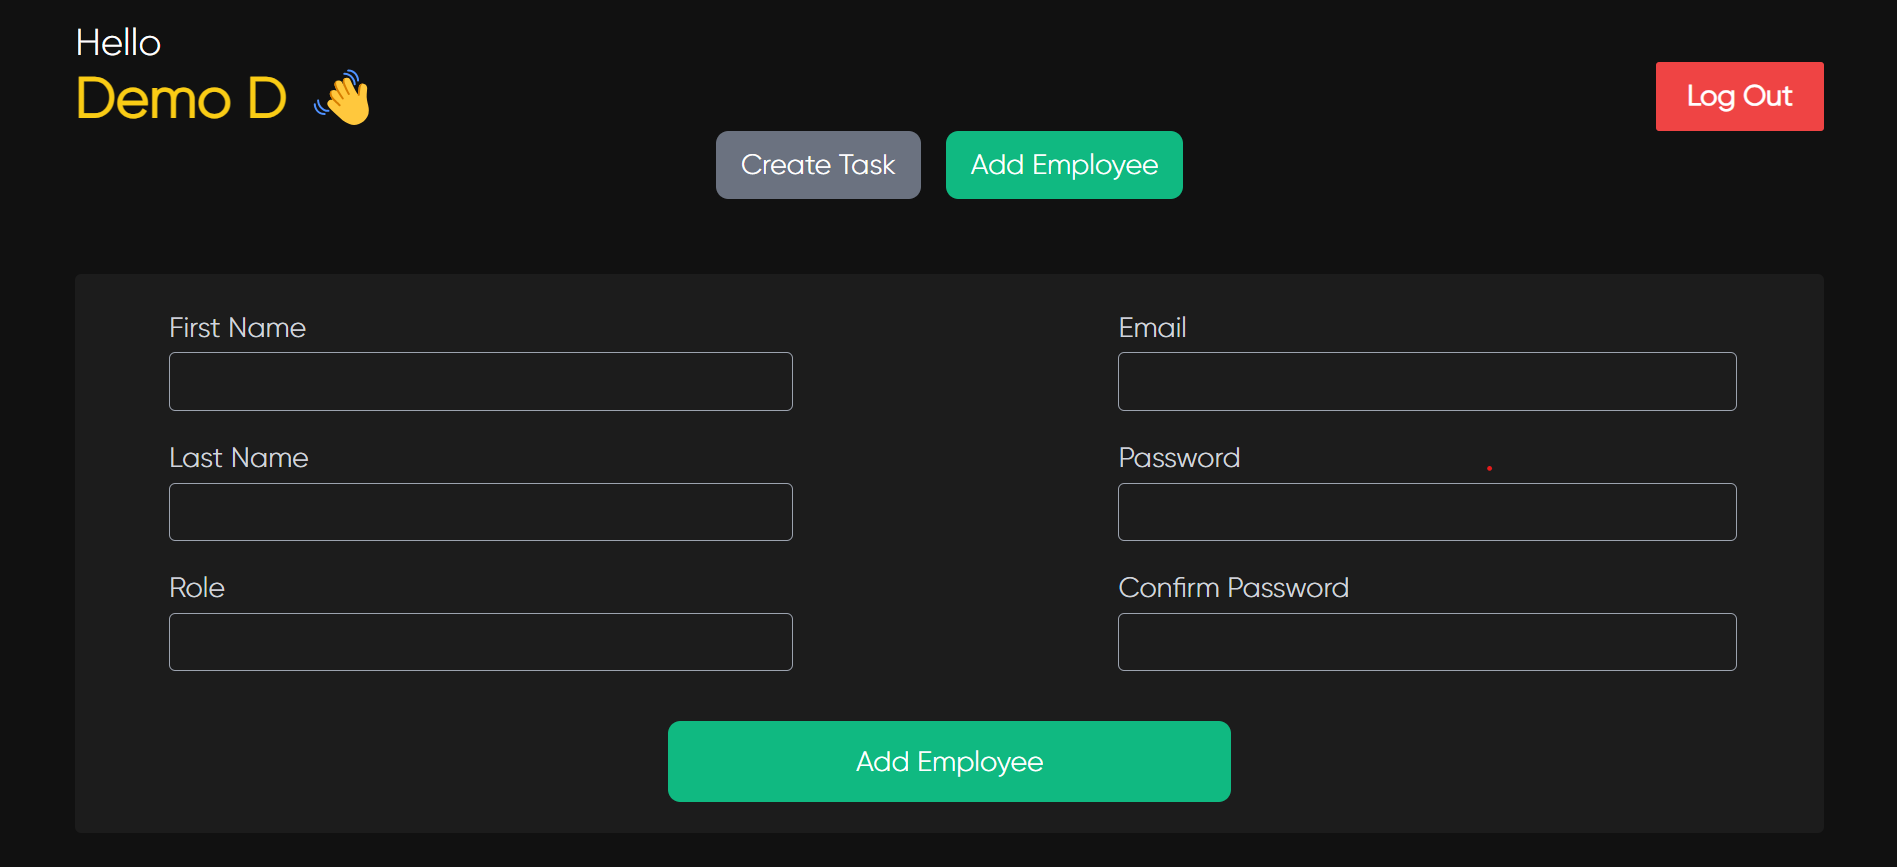 Hello
Demo D 👋
Log Out
Create Task
Add Employee
First Name
Email
Last Name
Password
Role
Confirm Password
Add Employee